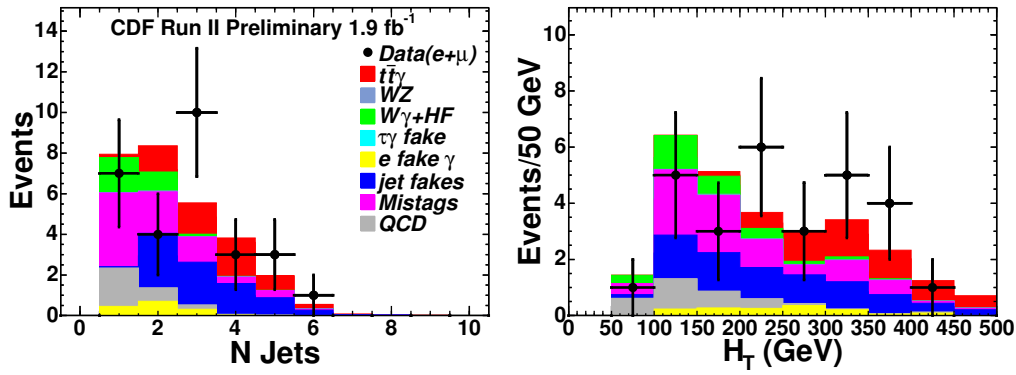 CDF Run II Preliminary 1.9 fb⁻¹
Data(e+μ)
tt̄γ
WZ
Wγ+HF
τγ fake
e fake γ
jet fakes
Mistags
QCD
Events
14
12
10
8
6
4
2
0
0 2 4 6 8 10
N Jets
Events/50 GeV
10
8
6
4
2
0
0 50 100 150 200 250 300 350 400 450 500
H_T (GeV)